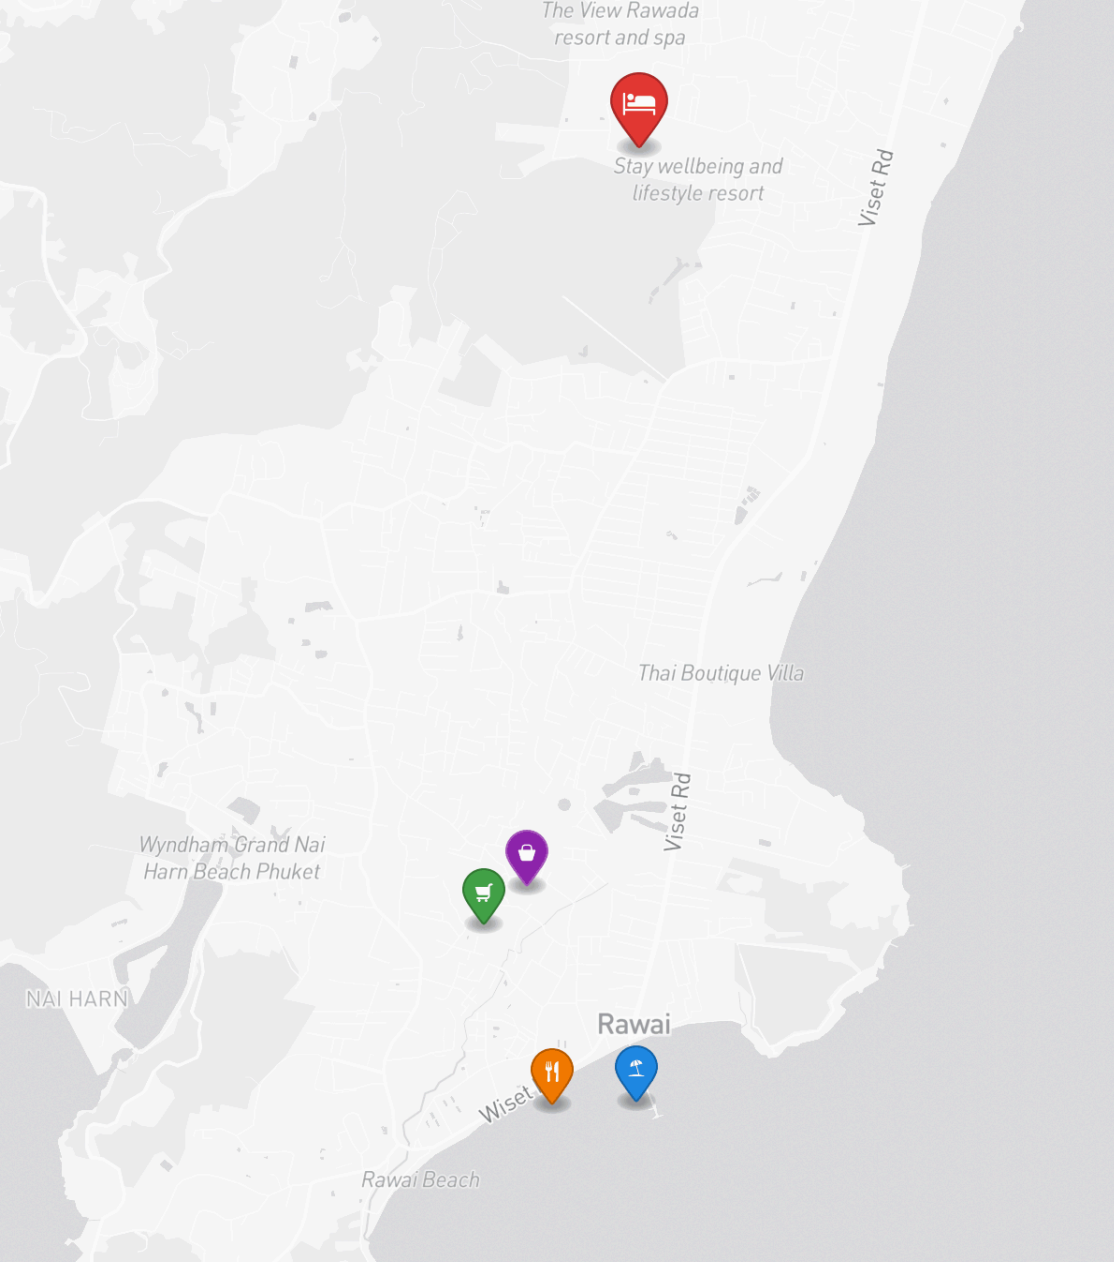 The View Rawada
resort and spa
Stay wellbeing and
lifestyle resort
Viset Rd
Thai Boutique Villa
Viset Rd
Wyndham Grand Nai
Harn Beach Phuket
NAI HARN
Rawai
Wiset
Rawai Beach